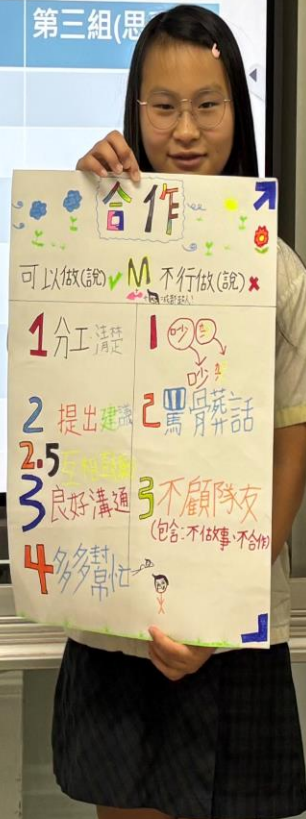 第三組(思
合作
可以做(說)✓ M 不行做(說)✗
1 分工清楚
1 吵
吵
2 提出建議
2 罵髒話
2.5 互相鼓勵
3 良好溝通
3 不顧隊友
(包含:不做事、不合作)
4 多多幫忙